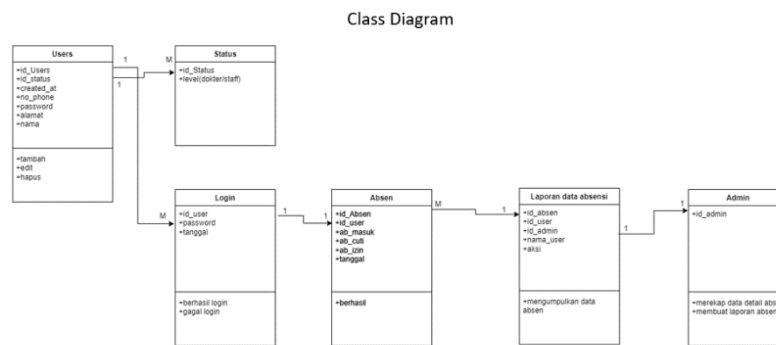 Class Diagram
Users
+id_Users
+id_status
+created_at
+no_phone
+password
+alamat
+nama
+tambah
+edit
+hapus
1
M
1
Status
+id_Status
+level(dokter/staff)
M
Login
+id_user
+password
+tanggal
+berhasil login
+gagal login
1
1
Absen
+id_Absen
+id_user
+ab_masuk
+ab_cuti
+ab_izin
+tanggal
+berhasil
M
1
Laporan data absensi
+id_absen
+id_user
+id_admin
+nama_user
+aksi
+mengumpulkan data
absen
1
1
Admin
+id_admin
+merekap data detail abs
+membuat laporan absen